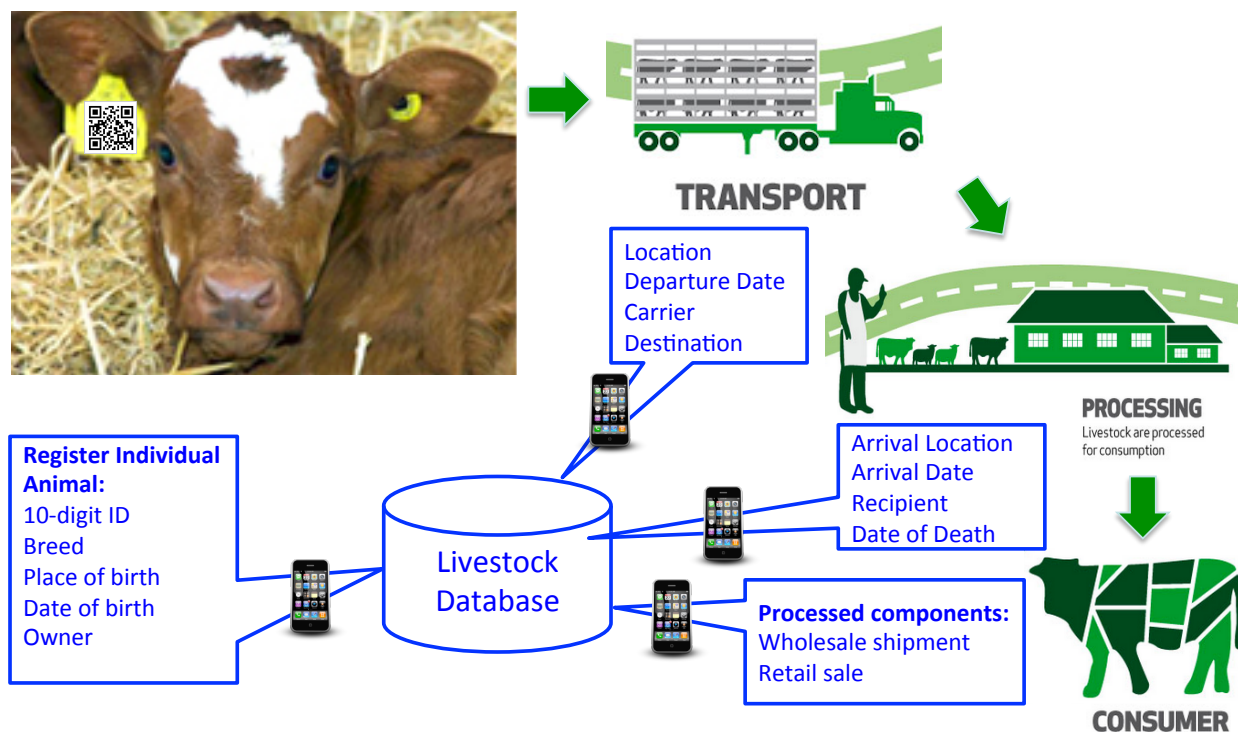 TRANSPORT
Location
Departure Date
Carrier
Destination
PROCESSING
Livestock are processed
for consumption
Register Individual
Animal:
10-digit ID
Breed
Place of birth
Date of birth
Owner
Livestock
Database
Arrival Location
Arrival Date
Recipient
Date of Death
Processed components:
Wholesale shipment
Retail sale
CONSUMER